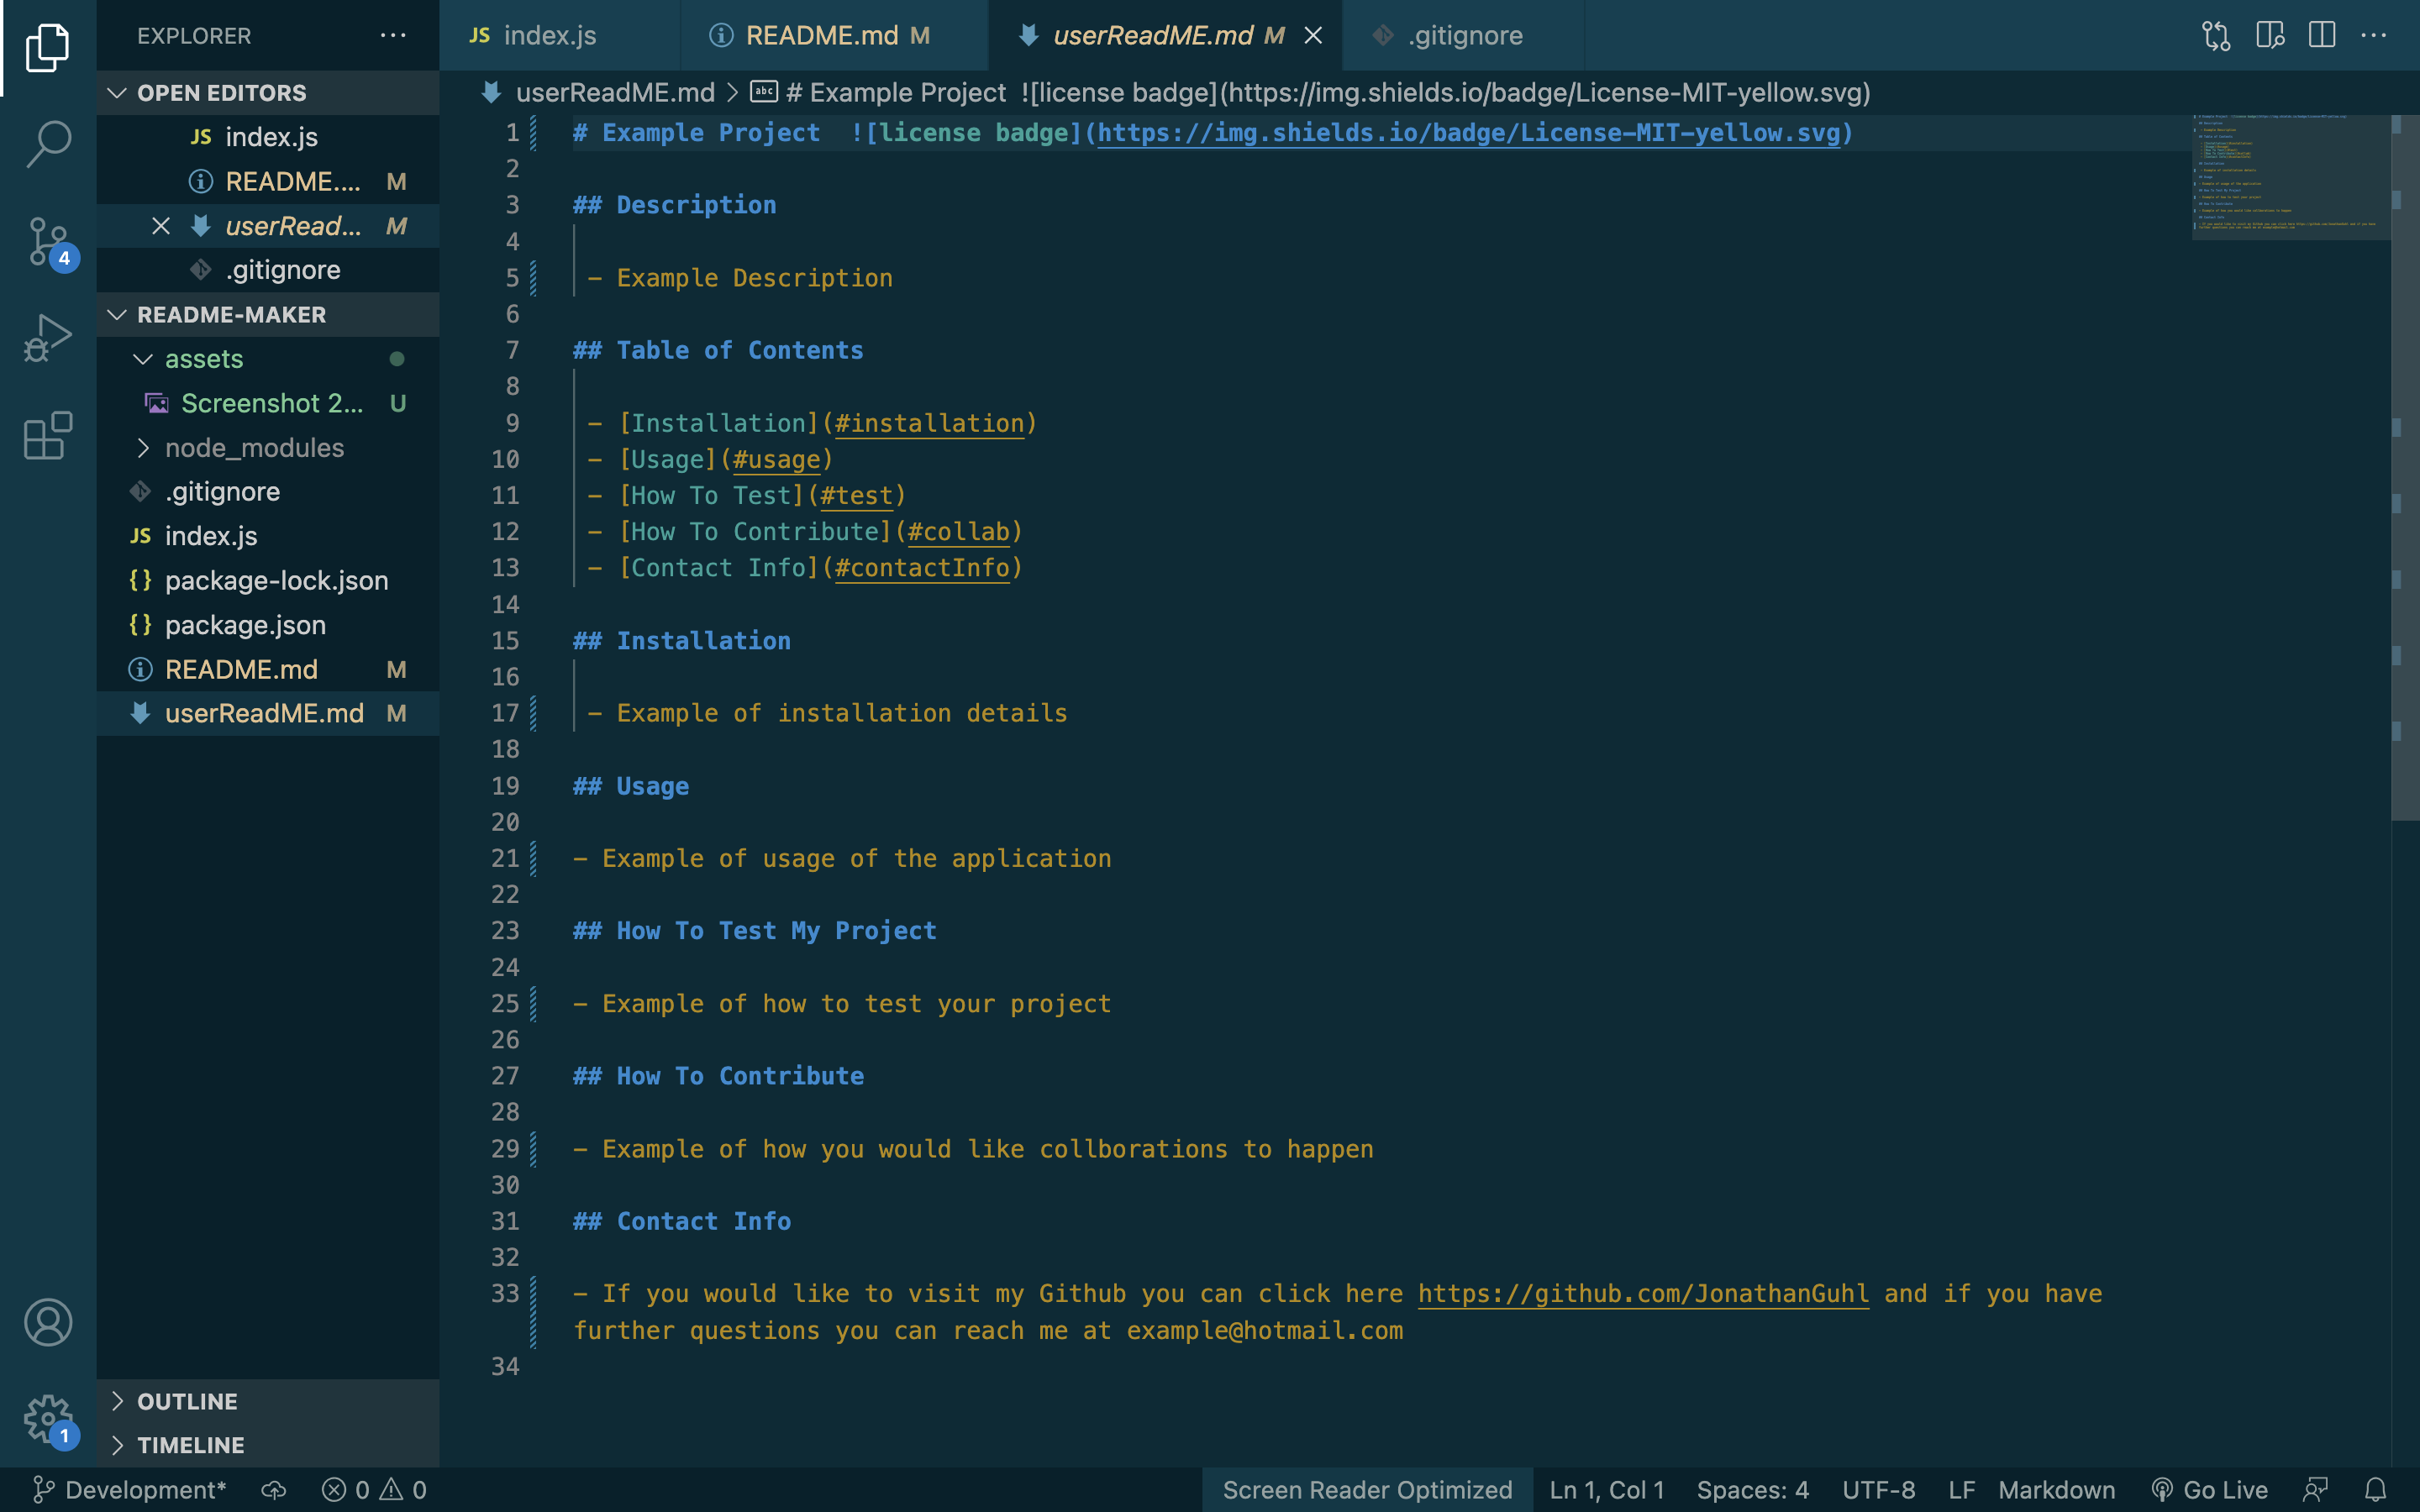 EXPLORER
OPEN EDITORS
JS index.js
README.... M
userRead... M
.gitignore
README-MAKER
assets
Screenshot 2... U
node_modules
.gitignore
JS index.js
{} package-lock.json
{} package.json
README.md M
userReadME.md M
OUTLINE
TIMELINE
4
1
JS index.js
README.md M
userReadME.md M
.gitignore
userReadME.md > abc # Example Project ![license badge](https://img.shields.io/badge/License-MIT-yellow.svg)
1 # Example Project  ![license badge](https://img.shields.io/badge/License-MIT-yellow.svg)
2
3 ## Description
4
5 - Example Description
6
7 ## Table of Contents
8
9 - [Installation](#installation)
10 - [Usage](#usage)
11 - [How To Test](#test)
12 - [How To Contribute](#collab)
13 - [Contact Info](#contactInfo)
14
15 ## Installation
16
17 - Example of installation details
18
19 ## Usage
20
21 - Example of usage of the application
22
23 ## How To Test My Project
24
25 - Example of how to test your project
26
27 ## How To Contribute
28
29 - Example of how you would like collborations to happen
30
31 ## Contact Info
32
33 - If you would like to visit my Github you can click here https://github.com/JonathanGuhl and if you have
further questions you can reach me at example@hotmail.com
34
Development* 0 0 Screen Reader Optimized Ln 1, Col 1 Spaces: 4 UTF-8 LF Markdown Go Live